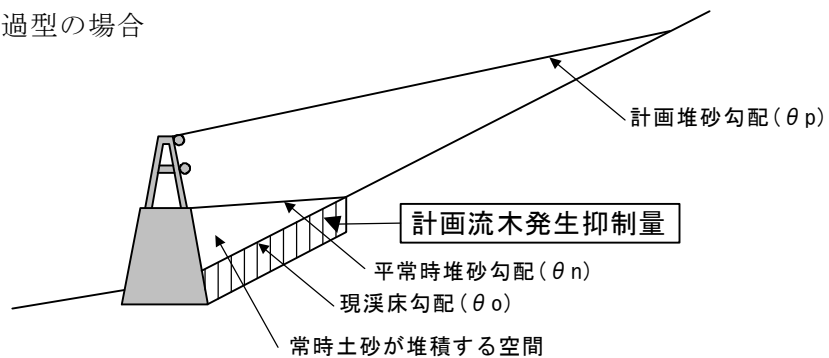 過型の場合
計画堆砂勾配(θp)
計画流木発生抑制量
平常時堆砂勾配(θn)
現渓床勾配(θo)
常時土砂が堆積する空間